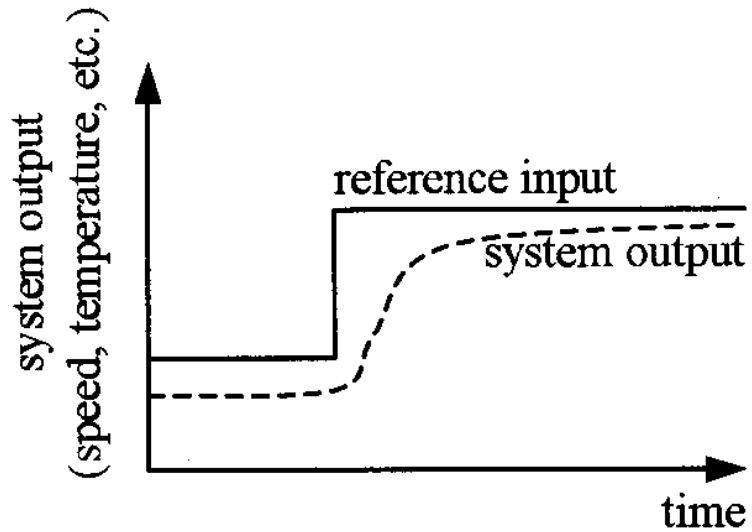 system output
(speed, temperature, etc.)
reference input
system output
time